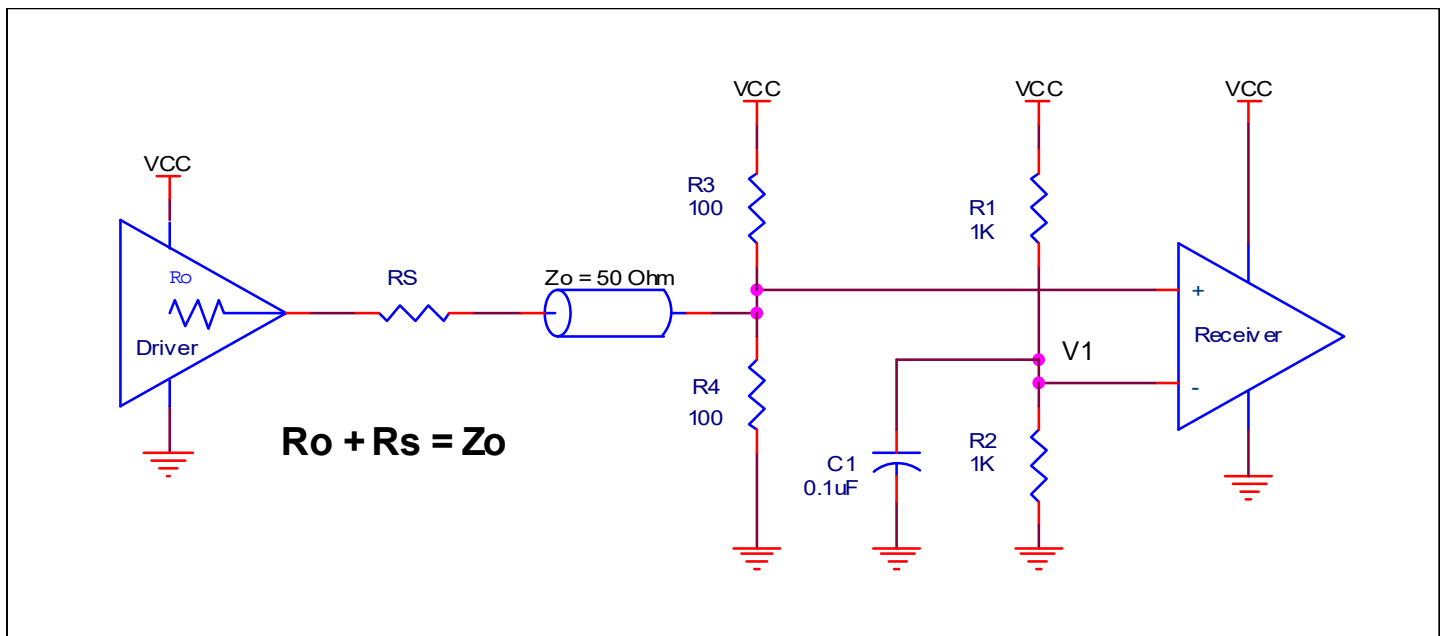 VCC
VCC
VCC
VCC
R3
100
R1
1K
Ro
RS
Zo = 50 Ohm
+
Driver
Receiver
V1
-
R4
100
Ro + Rs = Zo
C1
0.1uF
R2
1K